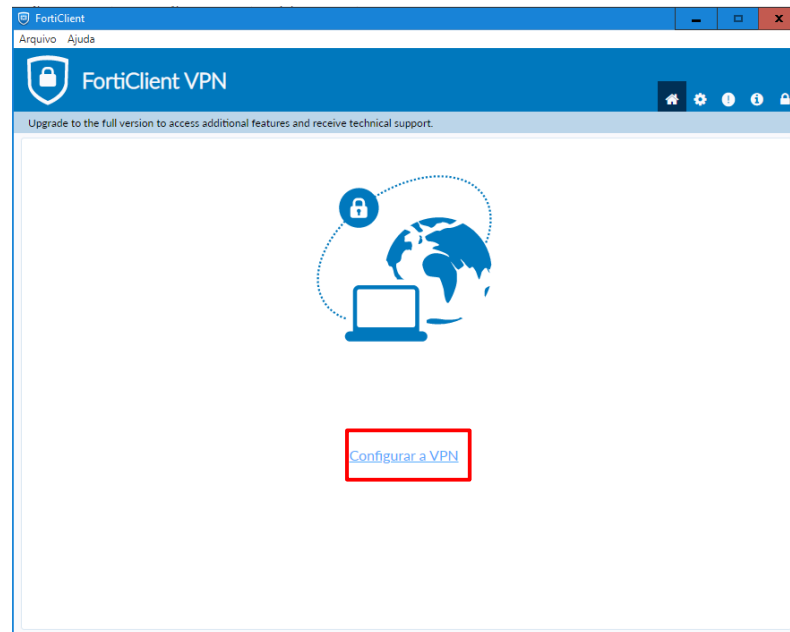 FortiClient
Arquivo Ajuda
FortiClient VPN
Upgrade to the full version to access additional features and receive technical support.
Configurar a VPN